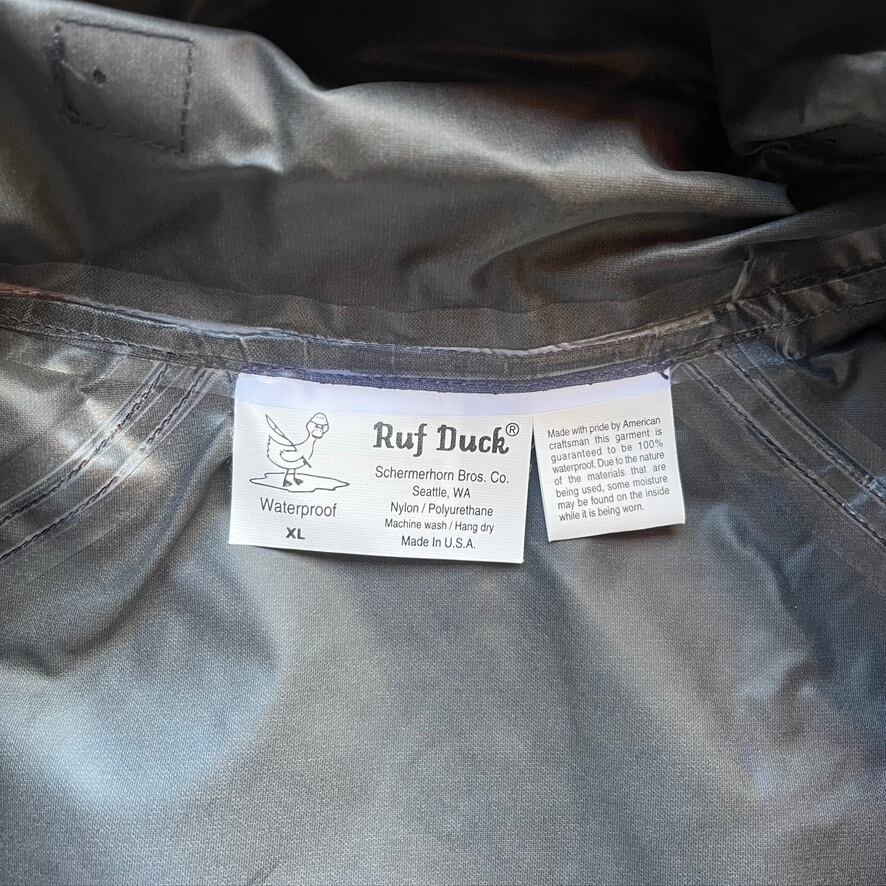 Ruf Duck®
Schermerhorn Bros. Co.
Seattle, WA
Nylon / Polyurethane
Machine wash / Hang dry
Made In U.S.A.
Waterproof
XL
Made with pride by American
craftsman this garment is
guaranteed to be 100%
waterproof. Due to the nature
of the materials that are
being used, some moisture
may be found on the inside
while it is being worn.